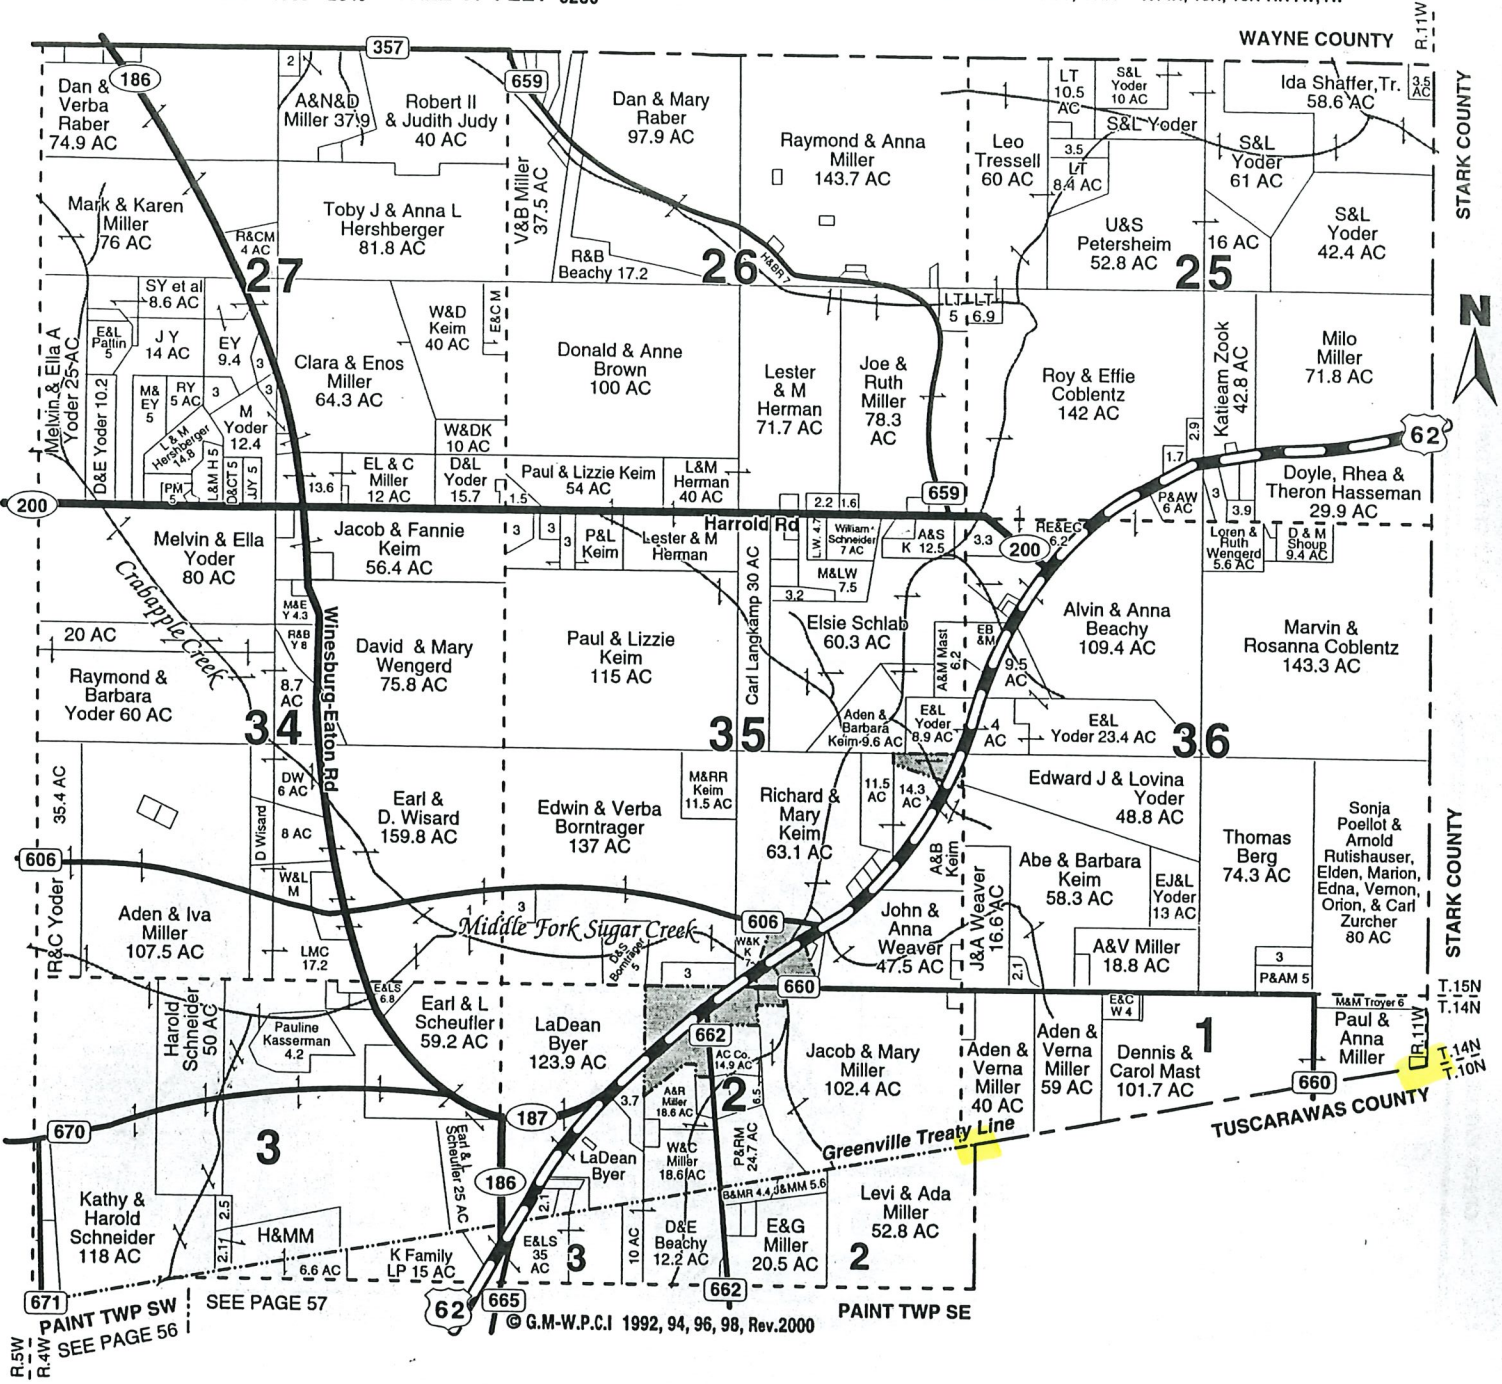 WAYNE COUNTY
R.11W
357
186
659
Dan &
Verba
Raber
74.9 AC
2
A&N&D
Miller 37.9
Robert II
& Judith Judy
40 AC
Dan & Mary
Raber
97.9 AC
Raymond & Anna
Miller
143.7 AC
Leo
Tressell
60 AC
LT
10.5
AC
S&L
Yoder
10 AC
S&L Yoder
3.5
LT
8.4 AC
Ida Shaffer,Tr.
58.6 AC
3.5
AC
S&L
Yoder
61 AC
STARK COUNTY
Mark & Karen
Miller
76 AC
R&CM
4 AC
27
Toby J & Anna L
Hershberger
81.8 AC
V&B Miller
37.5 AC
R&B
Beachy 17.2
26
H&BR 7
U&S
Petersheim
52.8 AC
16 AC
25
S&L
Yoder
42.4 AC
N
SY et al
8.6 AC
E&L
Patlin
5
J Y
14 AC
EY
9.4
3
Melvin & Ella A
Yoder 25 AC
D&E Yoder 10.2
M&
EY
5
RY
5 AC
3
3
L & M
Hershberger
14.8
M
Yoder
12.4
PM
5
L&M H 5
D&CT 5
JJY 5
Clara & Enos
Miller
64.3 AC
W&D
Keim
40 AC
E&C M
W&DK
10 AC
13.6
EL & C
Miller
12 AC
D&L
Yoder
15.7
1.5
Donald & Anne
Brown
100 AC
Paul & Lizzie Keim
54 AC
L&M
Herman
40 AC
Lester
& M
Herman
71.7 AC
Joe &
Ruth
Miller
78.3
AC
LT
5
LT
6.9
Roy & Effie
Coblentz
142 AC
2.9
1.7
Katieam Zook
42.8 AC
Milo
Miller
71.8 AC
62
P&AW
6 AC
3
3.9
Doyle, Rhea &
Theron Hasseman
29.9 AC
200
659
Harrold Rd
2.2
1.6
200
Melvin & Ella
Yoder
80 AC
Crabapple Creek
Jacob & Fannie
Keim
56.4 AC
3
3
3
P&L
Keim
Lester & M
Herman
Carl Langkamp 30 AC
L.W. 4.7
William
Schneider
7 AC
K
A&S
12.5
3.3
RE&EC
6.2
M&LW
7.5
3.2
Loren &
Ruth
Wengerd
5.6 AC
D & M
Shoup
9.4 AC
20 AC
M&E
Y 4.3
R&B
Y 8
Winesburg-Eaton Rd
Raymond &
Barbara
Yoder 60 AC
8.7
AC
34
David & Mary
Wengerd
75.8 AC
Paul & Lizzie
Keim
115 AC
35
Elsie Schlab
60.3 AC
A&M Mast
6.2
EB
&M
9.5
AC
Alvin & Anna
Beachy
109.4 AC
Marvin &
Rosanna Coblentz
143.3 AC
Aden &
Barbara
Keim 9.6 AC
E&L
Yoder
8.9 AC
4
AC
E&L
Yoder 23.4 AC
36
35.4 AC
DW
6 AC
8 AC
D Wisard
W&L
M
Earl &
D. Wisard
159.8 AC
Edwin & Verba
Borntrager
137 AC
M&RR
Keim
11.5 AC
Richard &
Mary
Keim
63.1 AC
11.5
AC
14.3
AC
A&B
Keim
Edward J & Lovina
Yoder
48.8 AC
Abe & Barbara
Keim
58.3 AC
EJ&L
Yoder
13 AC
Thomas
Berg
74.3 AC
Sonja
Poellot &
Arnold
Rutishauser,
Elden, Marion,
Edna, Vernon,
Orion, & Carl
Zurcher
80 AC
STARK COUNTY
606
R&C Yoder
Aden & Iva
Miller
107.5 AC
LMC
17.2
3
Middle Fork Sugar Creek
D&S
Borntrager
5
3
606
W&K
K
7
John &
Anna
Weaver
47.5 AC
J&A Weaver
16.6 AC
2.1
A&V Miller
18.8 AC
3
P&AM 5
660
T.15N
T.14N
Harold
Schneider
50 AC
Pauline
Kasserman
4.2
E&LS
6.8
Earl & L
Scheufler
59.2 AC
LaDean
Byer
123.9 AC
662
AC Co.
14.9 AC
2
6.5
A&R
Miller
18.6 AC
3.7
Jacob & Mary
Miller
102.4 AC
Aden &
Verna
Miller
40 AC
Aden &
Verna
Miller
59 AC
E&C
W 4
Dennis &
Carol Mast
101.7 AC
1
M&M Troyer 6
Paul &
Anna
Miller
R.11W
T.14N
T.10N
660
TUSCARAWAS COUNTY
Greenville Treaty Line
670
3
187
Earl & L
Scheufler 25 AC
186
LaDean
Byer
W&C
Miller
18.6 AC
P&RM
24.7 AC
B&MR 4.4
J&MM 5.6
Kathy &
Harold
Schneider
118 AC
2.5
2.11
H&MM
6.6 AC
K Family
LP 15 AC
2.1
E&LS
35
AC
3
10 AC
D&E
Beachy
12.2 AC
E&G
Miller
20.5 AC
Levi & Ada
Miller
52.8 AC
2
671
62
665
662
PAINT TWP SW
SEE PAGE 56
SEE PAGE 57
PAINT TWP SE
© G.M-W.P.C.I 1992, 94, 96, 98, Rev.2000
R.5W
R.4W